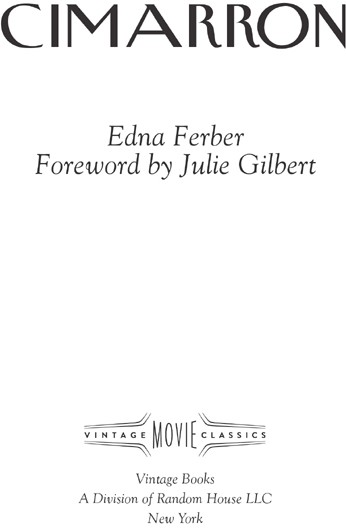 CIMARRON
Edna Ferber
Foreword by Julie Gilbert
VINTAGE MOVIE CLASSICS
Vintage Books
A Division of Random House LLC
New York